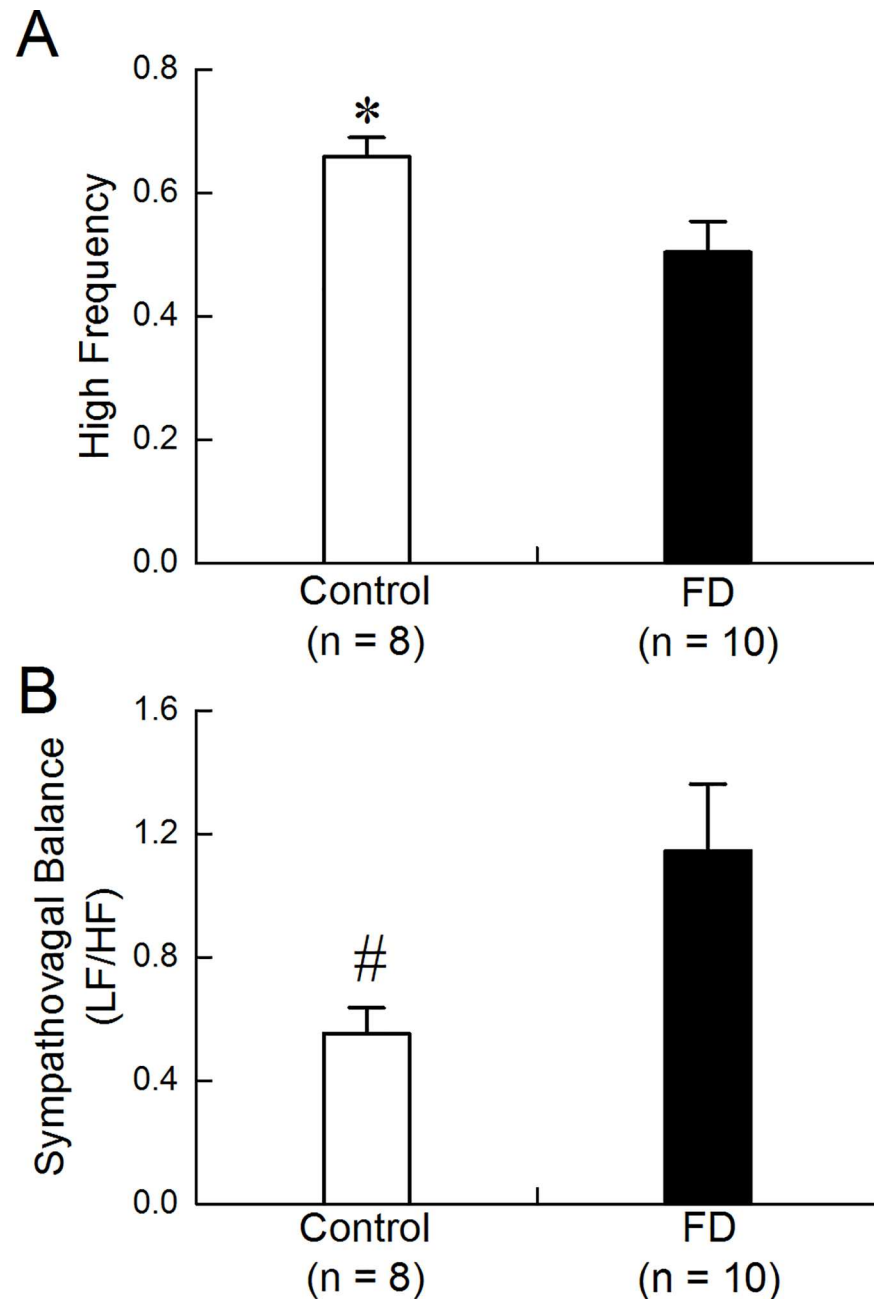 A
High Frequency
0.8
0.6
0.4
0.2
0.0
*
Control
(n = 8)
FD
(n = 10)
B
Sympathovagal Balance
(LF/HF)
1.6
1.2
0.8
0.4
0.0
#
Control
(n = 8)
FD
(n = 10)